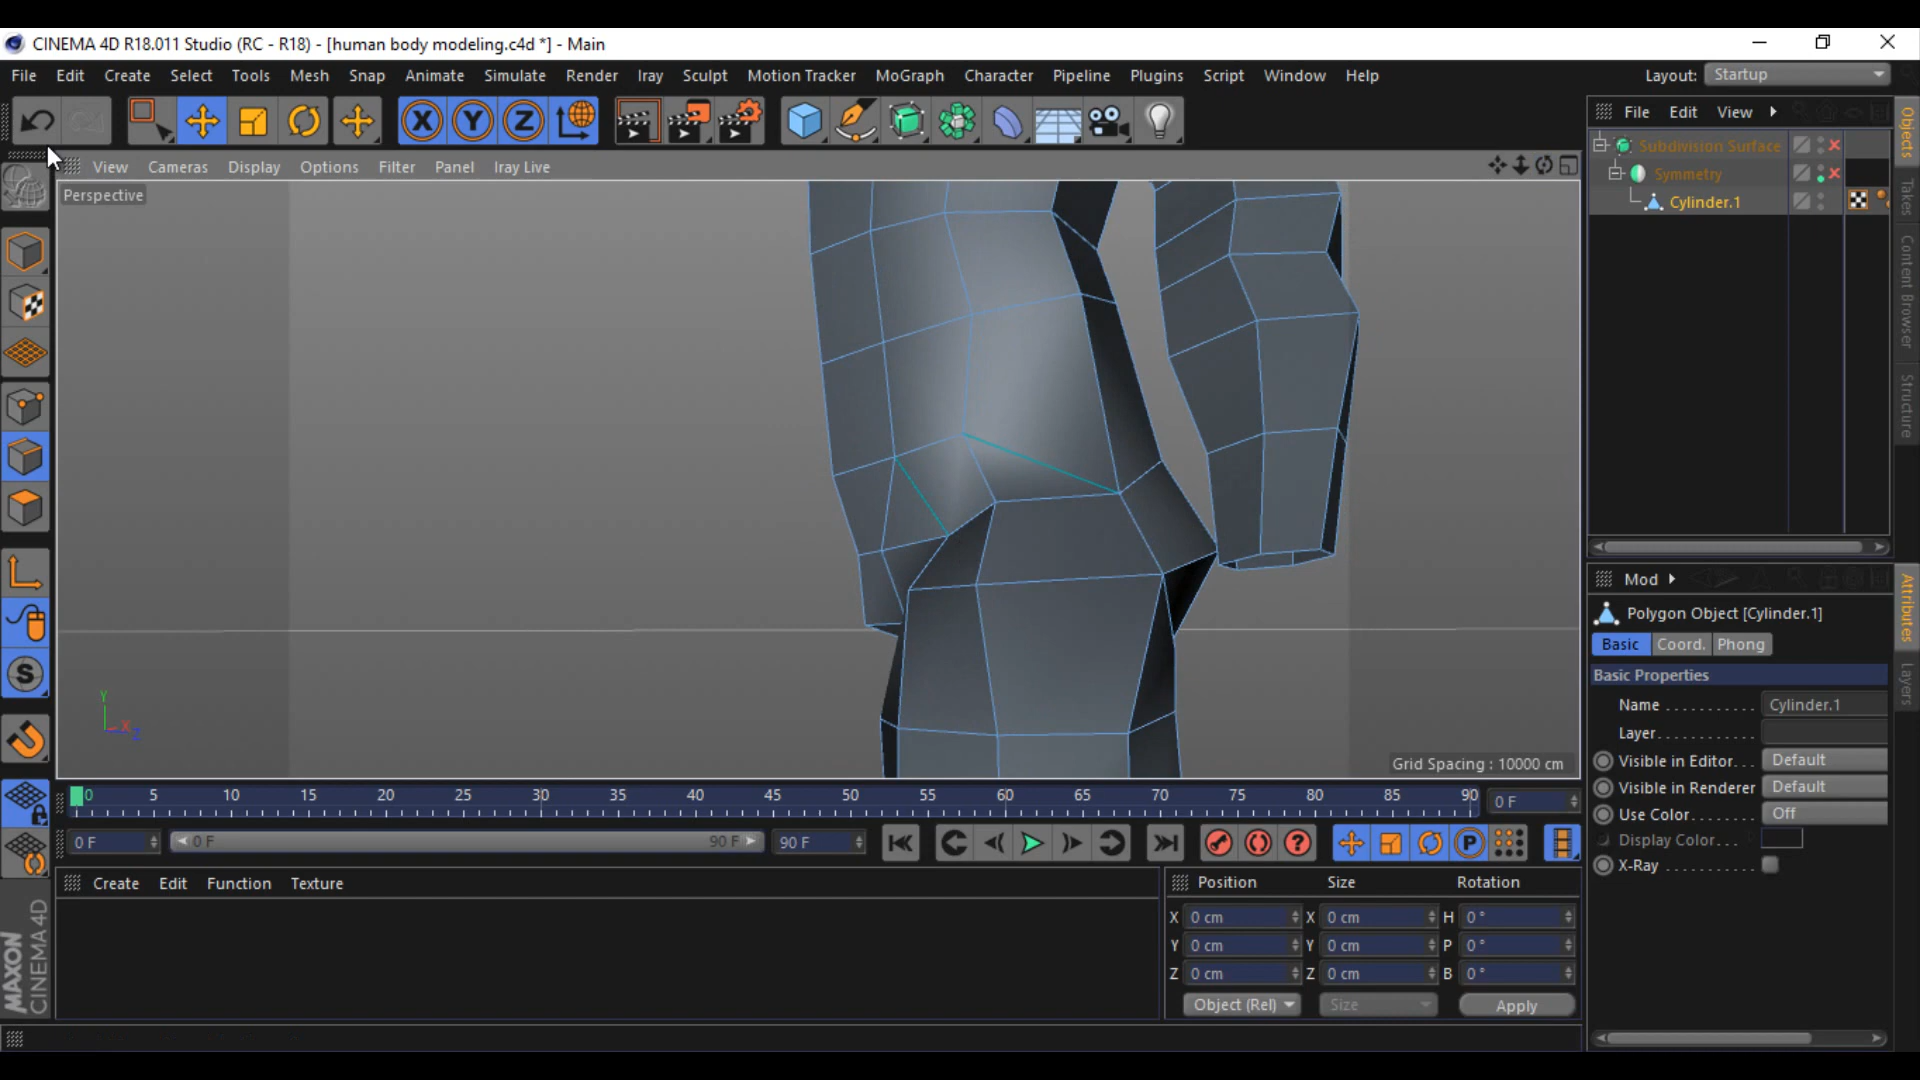 CINEMA 4D R18.011 Studio (RC - R18) - [human body modeling.c4d *] - Main
File Edit Create Select Tools Mesh Snap Animate Simulate Render Iray Sculpt Motion Tracker MoGraph Character Pipeline Plugins Script Window Help
Layout: Startup
X Y Z
File Edit View
View Cameras Display Options Filter Panel Iray Live
Perspective
Subdivision Surface
Symmetry
Cylinder.1
Objects
Takes
Content Browser
Structure
S
Y
X
Z
Grid Spacing : 10000 cm
Mod
Polygon Object [Cylinder.1]
Basic Coord. Phong
Basic Properties
Name . . . . . . . . . . . Cylinder.1
Layer. . . . . . . . . . . .
Visible in Editor. . . Default
Visible in Renderer Default
Use Color. . . . . . . . Off
Display Color. . .
X-Ray . . . . . . . . . . .
Attributes
Layers
0 5 10 15 20 25 30 35 40 45 50 55 60 65 70 75 80 85 90
0 F
0 F
0 F 90 F
90 F
P
Create Edit Function Texture
Position Size Rotation
X 0 cm X 0 cm H 0 °
Y 0 cm Y 0 cm P 0 °
Z 0 cm Z 0 cm B 0 °
Object (Rel) Size Apply
MAXON
CINEMA 4D